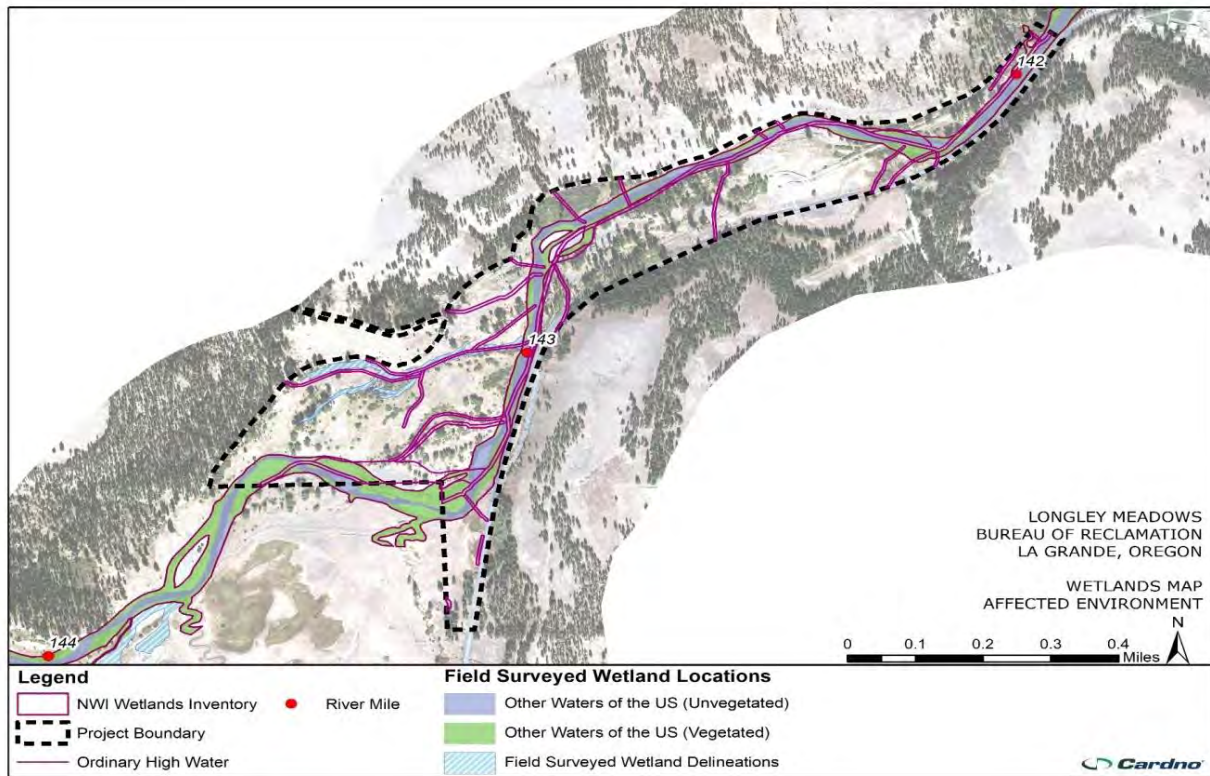 142
143
144
LONGLEY MEADOWS
BUREAU OF RECLAMATION
LA GRANDE, OREGON
WETLANDS MAP
AFFECTED ENVIRONMENT
N
0 0.1 0.2 0.3 0.4
Miles
Legend
NWI Wetlands Inventory
River Mile
Project Boundary
Ordinary High Water
Field Surveyed Wetland Locations
Other Waters of the US (Unvegetated)
Other Waters of the US (Vegetated)
Field Surveyed Wetland Delineations
Cardno